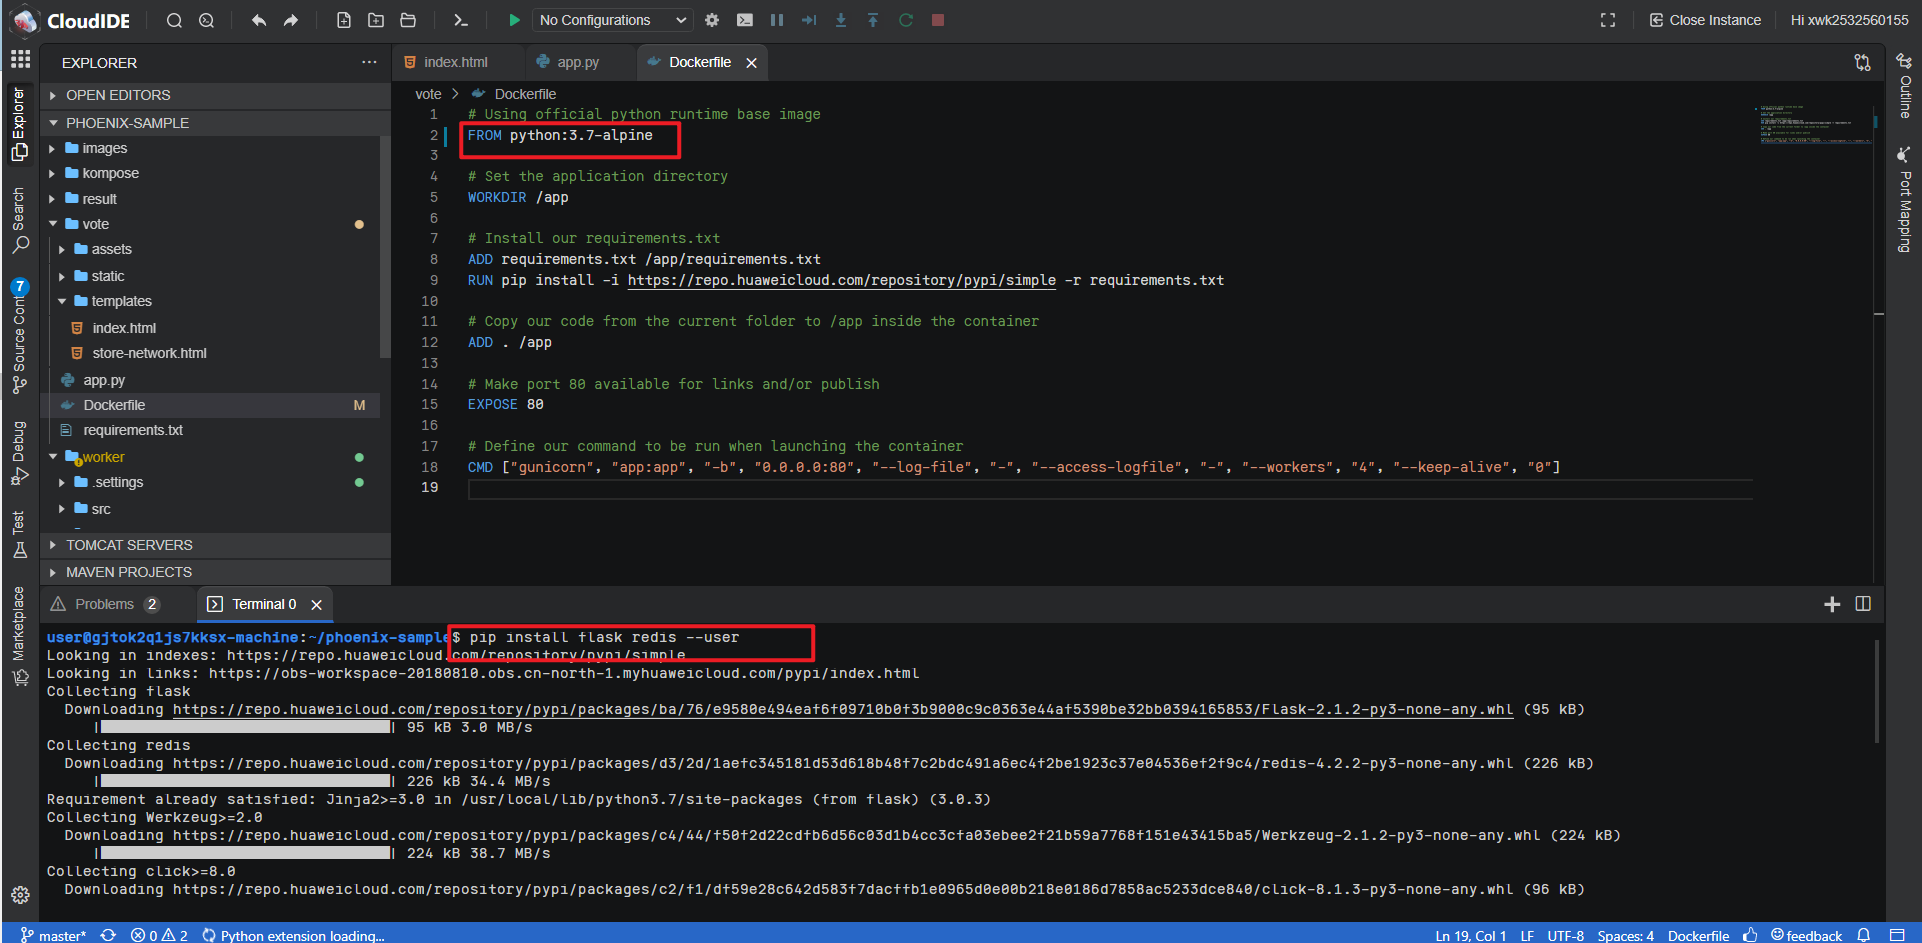 CloudIDE
No Configurations
Close Instance
Hi xwk2532560155
EXPLORER
OPEN EDITORS
PHOENIX-SAMPLE
images
kompose
result
vote
assets
static
templates
index.html
store-network.html
app.py
Dockerfile M
requirements.txt
worker
.settings
src
TOMCAT SERVERS
MAVEN PROJECTS
Explorer
Search
7
Source Cont
Debug
Test
Marketplace
index.html
app.py
Dockerfile
vote > Dockerfile
1 # Using official python runtime base image
2 FROM python:3.7-alpine
3
4 # Set the application directory
5 WORKDIR /app
6
7 # Install our requirements.txt
8 ADD requirements.txt /app/requirements.txt
9 RUN pip install -i https://repo.huaweicloud.com/repository/pypi/simple -r requirements.txt
10
11 # Copy our code from the current folder to /app inside the container
12 ADD . /app
13
14 # Make port 80 available for links and/or publish
15 EXPOSE 80
16
17 # Define our command to be run when launching the container
18 CMD ["gunicorn", "app:app", "-b", "0.0.0.0:80", "--log-file", "-", "--access-logfile", "-", "--workers", "4", "--keep-alive", "0"]
19
Outline
Port Mapping
Problems 2
Terminal 0
user@gjtok2q1js7kksx-machine:~/phoenix-sample$ pip install flask redis --user
Looking in indexes: https://repo.huaweicloud.com/repository/pypi/simple
Looking in links: https://obs-workspace-20180810.obs.cn-north-1.myhuaweicloud.com/pypi/index.html
Collecting flask
Downloading https://repo.huaweicloud.com/repository/pypi/packages/ba/76/e9580e494eaf6f09710b0f3b9000c9c0363e44af5390be32bb0394165853/Flask-2.1.2-py3-none-any.whl (95 kB)
| | 95 kB 3.0 MB/s
Collecting redis
Downloading https://repo.huaweicloud.com/repository/pypi/packages/d3/2d/1aefc345181d53d618b48f7c2bdc491a6ec4f2be1923c37e04536ef2f9c4/redis-4.2.2-py3-none-any.whl (226 kB)
| | 226 kB 34.4 MB/s
Requirement already satisfied: Jinja2>=3.0 in /usr/local/lib/python3.7/site-packages (from flask) (3.0.3)
Collecting Werkzeug>=2.0
Downloading https://repo.huaweicloud.com/repository/pypi/packages/c4/44/f50f2d22cdfb6d56c03d1b4cc3cfa03ebee2f21b59a7768f151e43415ba5/Werkzeug-2.1.2-py3-none-any.whl (224 kB)
| | 224 kB 38.7 MB/s
Collecting click>=8.0
Downloading https://repo.huaweicloud.com/repository/pypi/packages/c2/f1/df59e28c642d583f7dacffb1e0965d0e00b218e0186d7858ac5233dce840/click-8.1.3-py3-none-any.whl (96 kB)
master* 0 2 Python extension loading...
Ln 19, Col 1 LF UTF-8 Spaces: 4 Dockerfile feedback